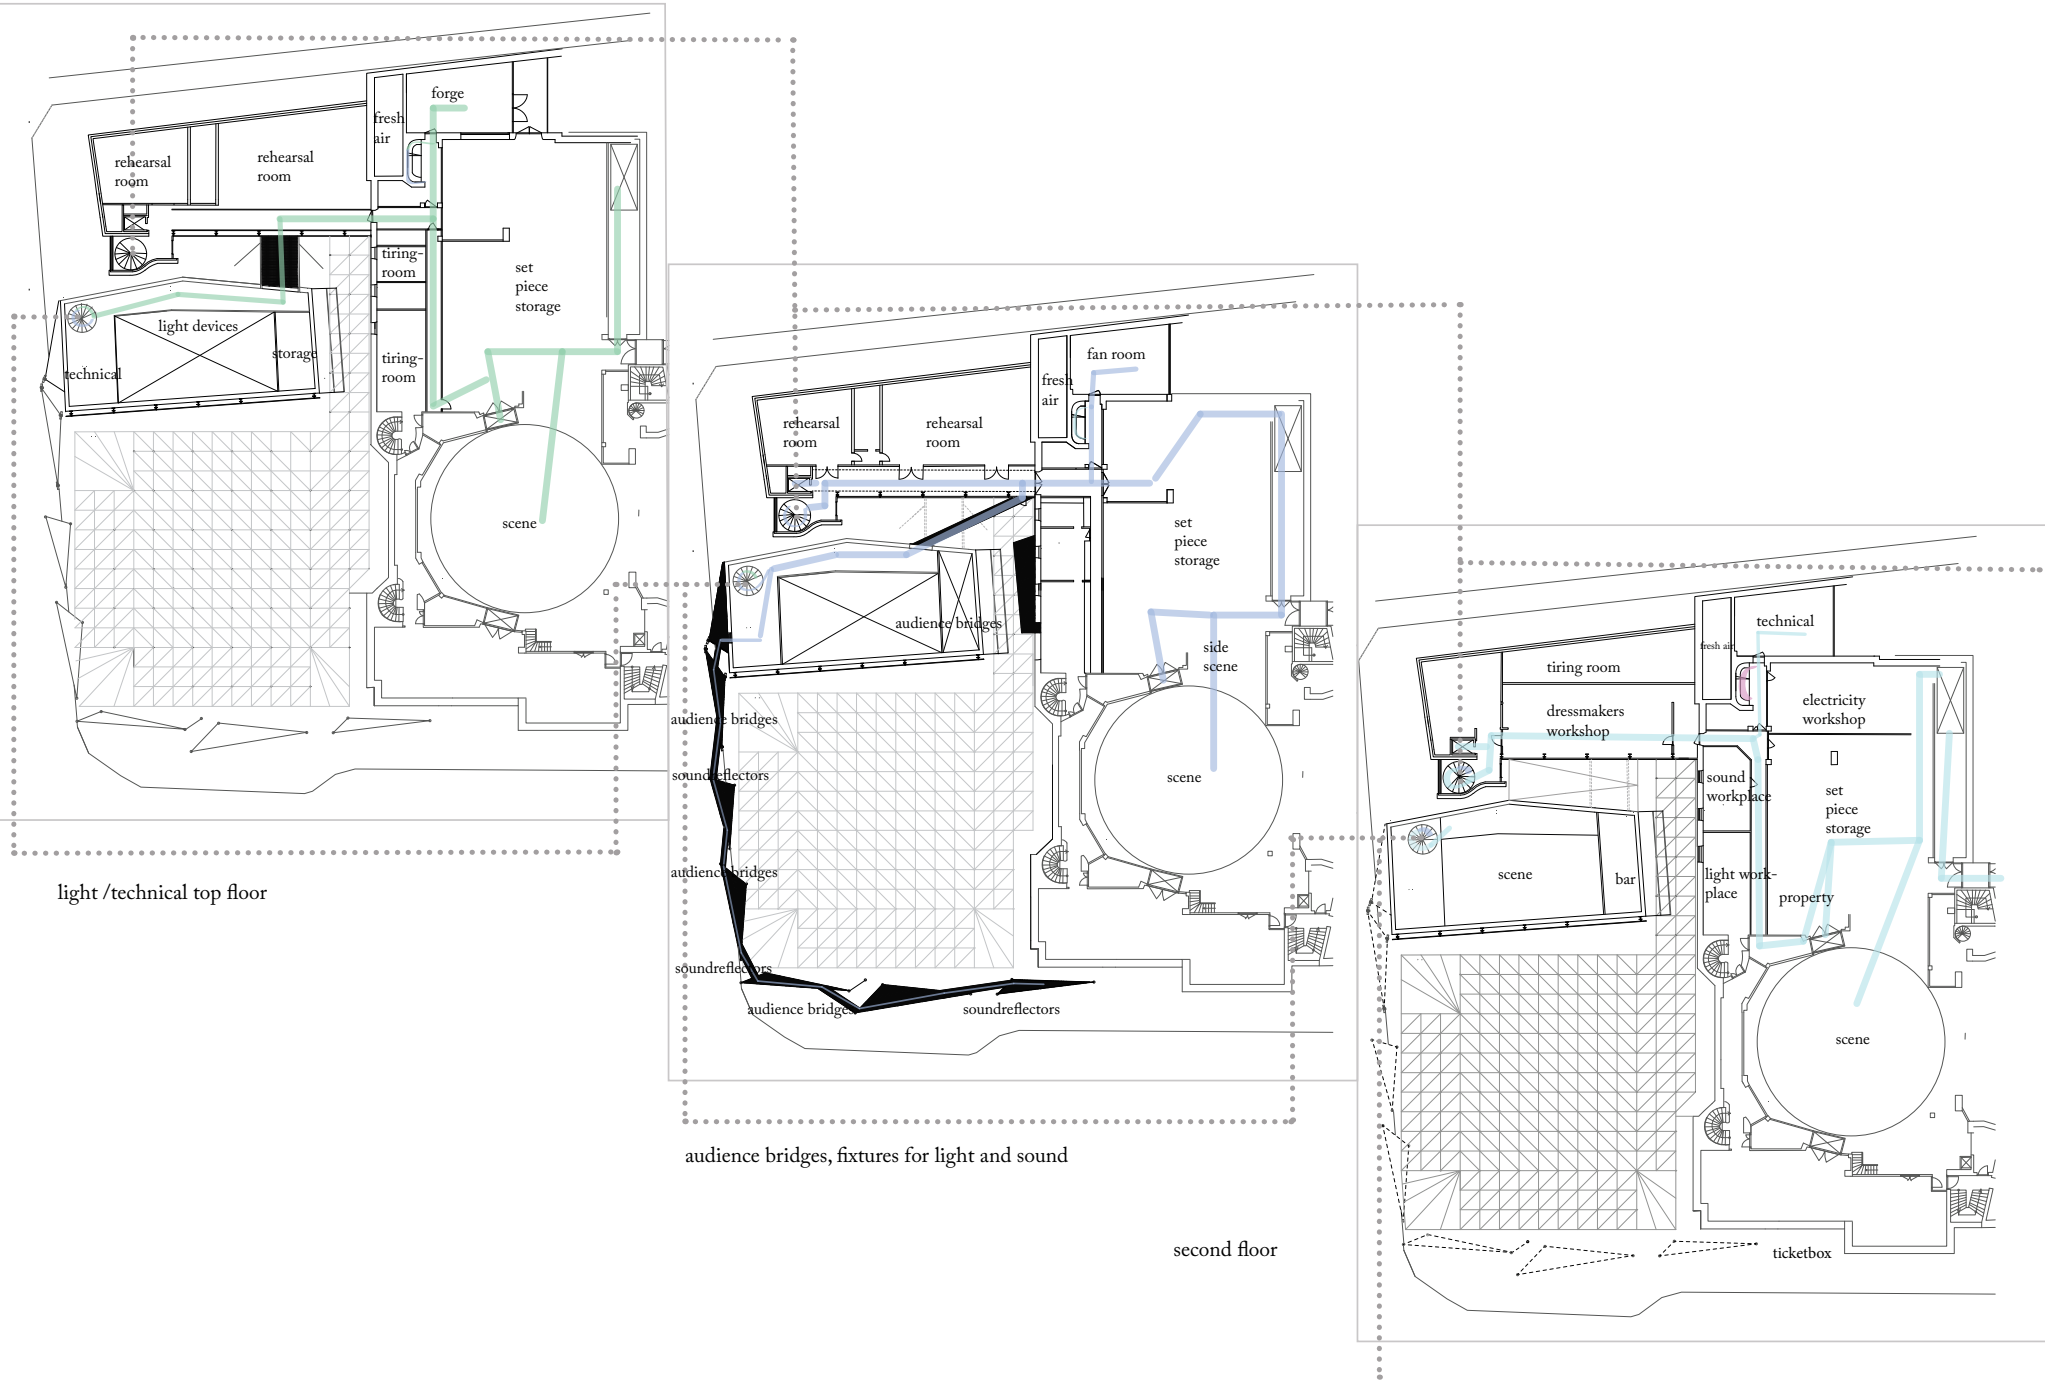 forge
fresh
air
rehearsal
room
rehearsal
room
tiring-
room
set
piece
storage
light devices
storage
technical
tiring-
room
scene
light /technical top floor
fan room
fresh
air
rehearsal
room
rehearsal
room
set
piece
storage
audience bridges
side
scene
audience bridges
soundreflectors
scene
audience bridges
soundreflectors
audience bridges
soundreflectors
audience bridges, fixtures for light and sound
technical
fresh air
tiring room
electricity
workshop
dressmakers
workshop
sound
workplace
set
piece
storage
scene
bar
light work-
place
property
scene
ticketbox
second floor